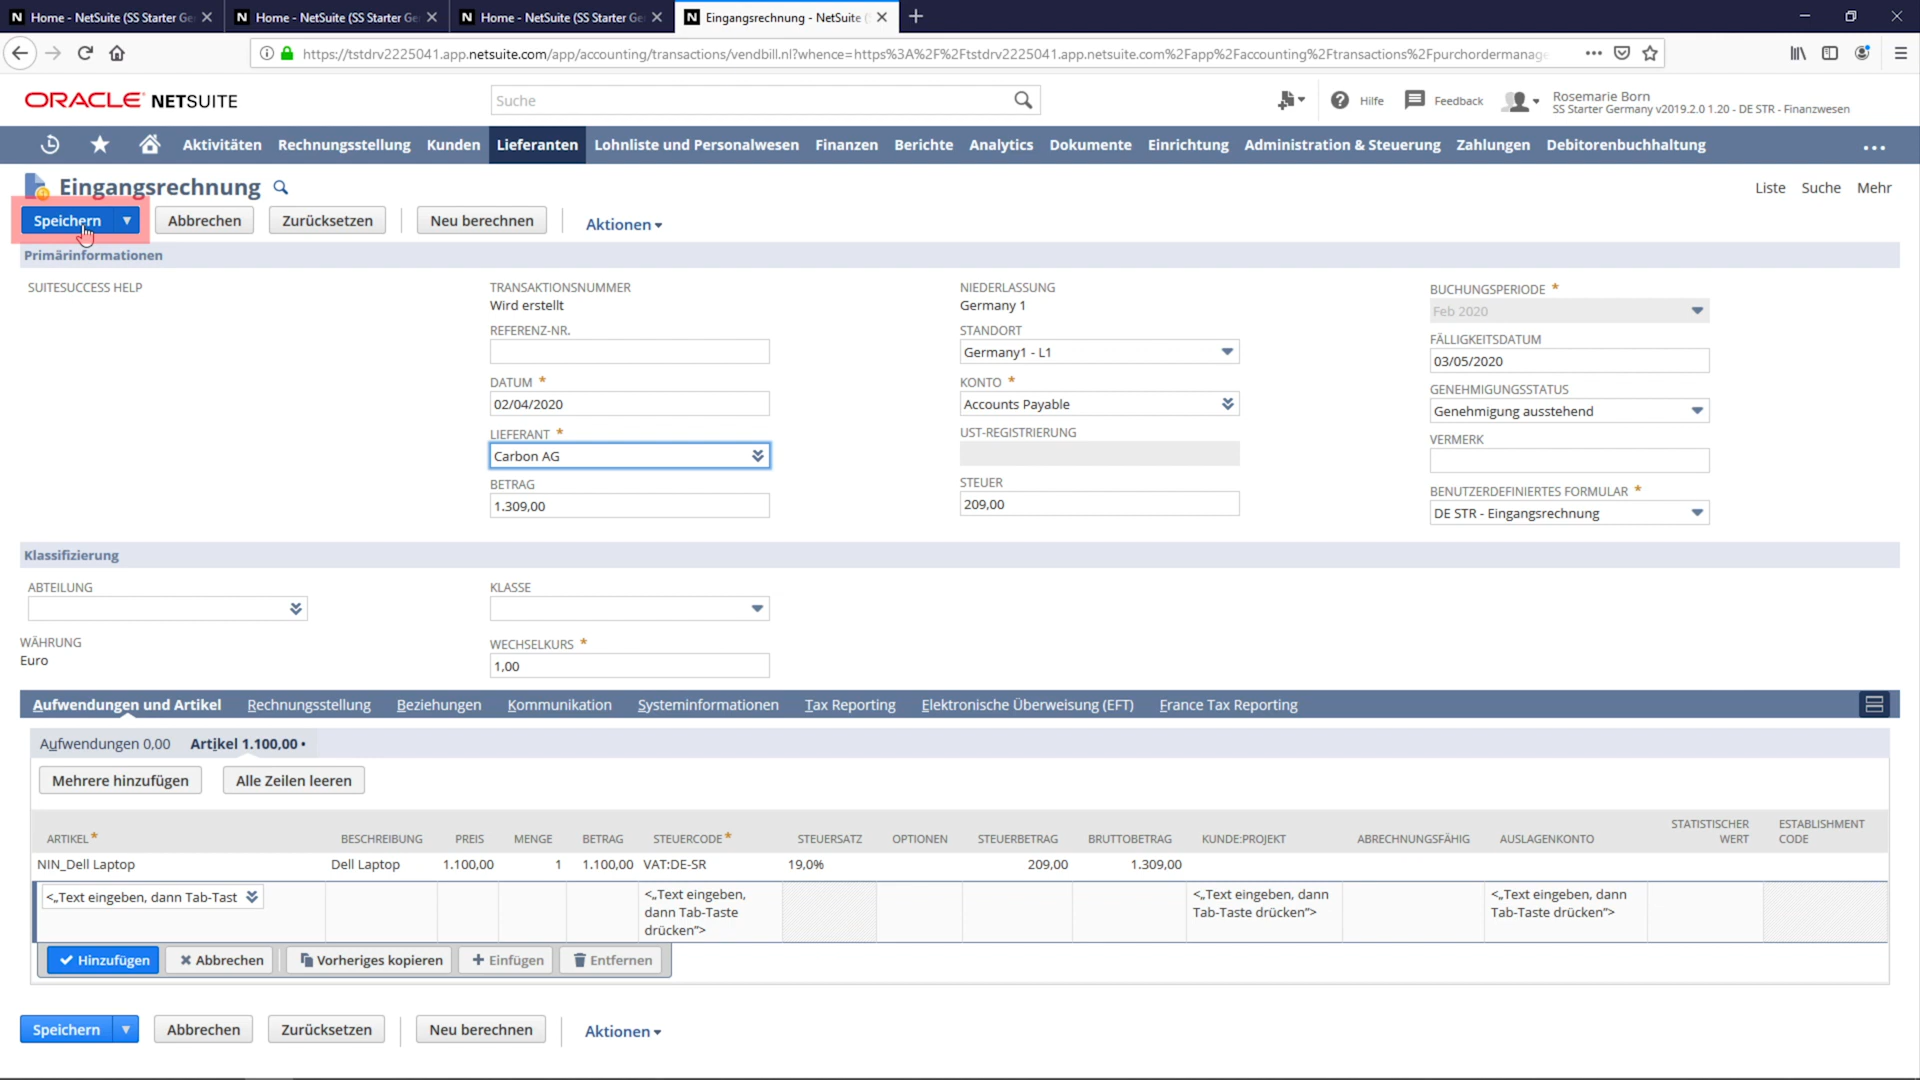 Home - NetSuite (SS Starter Ge
Home - NetSuite (SS Starter Ge
Home - NetSuite (SS Starter Ge
Eingangsrechnung - NetSuite (
https://tstdrv2225041.app.netsuite.com/app/accounting/transactions/vendbill.nl?whence=https%3A%2F%2Ftstdrv2225041.app.netsuite.com%2Fapp%2Faccounting%2Ftransactions%2Fpurchordermanage
ORACLE NETSUITE
Suche
Hilfe
Feedback
Rosemarie Born
SS Starter Germany v2019.2.0 1.20 - DE STR - Finanzwesen
Aktivitäten Rechnungsstellung Kunden Lieferanten Lohnliste und Personalwesen Finanzen Berichte Analytics Dokumente Einrichtung Administration & Steuerung Zahlungen Debitorenbuchhaltung
Eingangsrechnung
Liste Suche Mehr
Speichern Abbrechen Zurücksetzen Neu berechnen Aktionen
Primärinformationen
SUITESUCCESS HELP
TRANSAKTIONSNUMMER
Wird erstellt
REFERENZ-NR.
DATUM *
02/04/2020
LIEFERANT *
Carbon AG
BETRAG
1.309,00
NIEDERLASSUNG
Germany 1
STANDORT
Germany1 - L1
KONTO *
Accounts Payable
UST-REGISTRIERUNG
STEUER
209,00
BUCHUNGSPERIODE *
Feb 2020
FÄLLIGKEITSDATUM
03/05/2020
GENEHMIGUNGSSTATUS
Genehmigung ausstehend
VERMERK
BENUTZERDEFINIERTES FORMULAR *
DE STR - Eingangsrechnung
Klassifizierung
ABTEILUNG
KLASSE
WÄHRUNG
Euro
WECHSELKURS *
1,00
Aufwendungen und Artikel Rechnungsstellung Beziehungen Kommunikation Systeminformationen Tax Reporting Elektronische Überweisung (EFT) France Tax Reporting
Aufwendungen 0,00 Artikel 1.100,00 •
Mehrere hinzufügen Alle Zeilen leeren
ARTIKEL * BESCHREIBUNG PREIS MENGE BETRAG STEUERCODE * STEUERSATZ OPTIONEN STEUERBETRAG BRUTTOBETRAG KUNDE:PROJEKT ABRECHNUNGSFÄHIG AUSLAGENKONTO STATISTISCHER WERT ESTABLISHMENT CODE
NIN_Dell Laptop Dell Laptop 1.100,00 1 1.100,00 VAT:DE-SR 19,0% 209,00 1.309,00
<„Text eingeben, dann Tab-Tast
<„Text eingeben,
dann Tab-Taste
drücken”>
<„Text eingeben, dann
Tab-Taste drücken”>
<„Text eingeben, dann
Tab-Taste drücken”>
Hinzufügen Abbrechen Vorheriges kopieren Einfügen Entfernen
Speichern Abbrechen Zurücksetzen Neu berechnen Aktionen